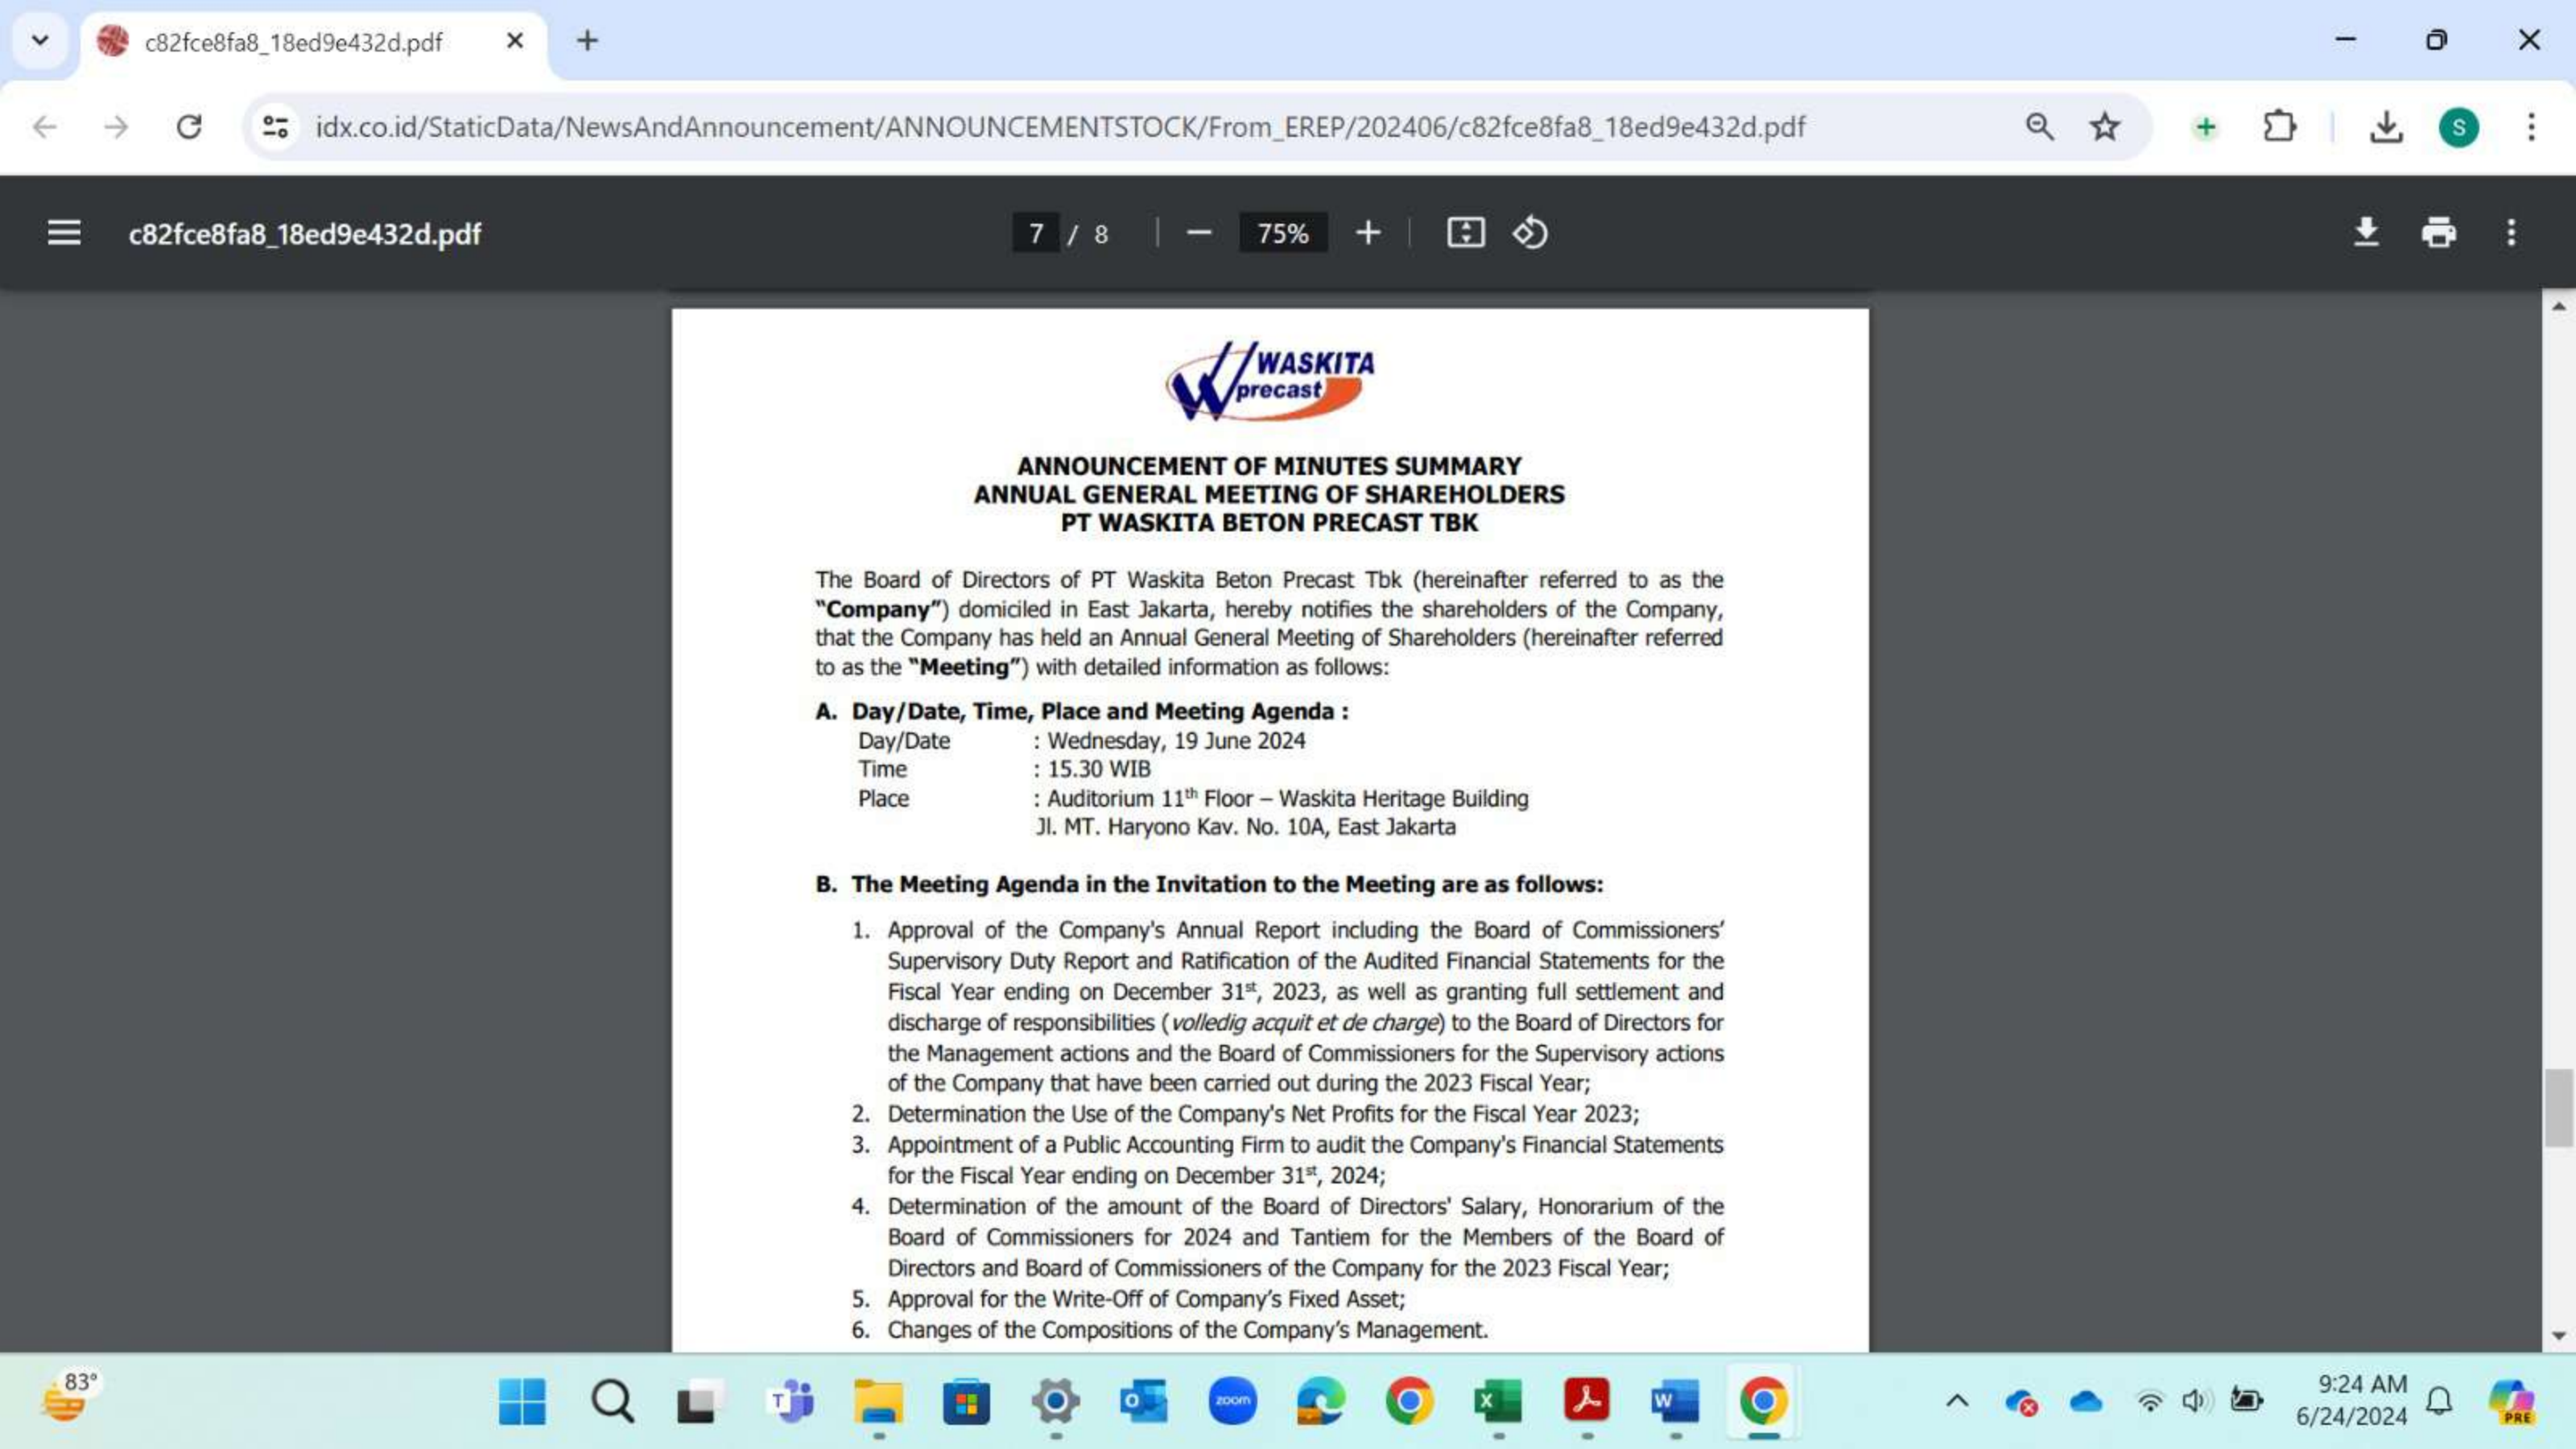 c82fce8fa8_18ed9e432d.pdf
idx.co.id/StaticData/NewsAndAnnouncement/ANNOUNCEMENTSTOCK/From_EREP/202406/c82fce8fa8_18ed9e432d.pdf
S
c82fce8fa8_18ed9e432d.pdf
7 / 8
75%
WASKITA
precast
ANNOUNCEMENT OF MINUTES SUMMARY
ANNUAL GENERAL MEETING OF SHAREHOLDERS
PT WASKITA BETON PRECAST TBK
The Board of Directors of PT Waskita Beton Precast Tbk (hereinafter referred to as the
“Company”) domiciled in East Jakarta, hereby notifies the shareholders of the Company,
that the Company has held an Annual General Meeting of Shareholders (hereinafter referred
to as the “Meeting”) with detailed information as follows:
A. Day/Date, Time, Place and Meeting Agenda :
Day/Date : Wednesday, 19 June 2024
Time : 15.30 WIB
Place : Auditorium 11th Floor – Waskita Heritage Building
Jl. MT. Haryono Kav. No. 10A, East Jakarta
B. The Meeting Agenda in the Invitation to the Meeting are as follows:
1. Approval of the Company's Annual Report including the Board of Commissioners’
Supervisory Duty Report and Ratification of the Audited Financial Statements for the
Fiscal Year ending on December 31st, 2023, as well as granting full settlement and
discharge of responsibilities (volledig acquit et de charge) to the Board of Directors for
the Management actions and the Board of Commissioners for the Supervisory actions
of the Company that have been carried out during the 2023 Fiscal Year;
2. Determination the Use of the Company's Net Profits for the Fiscal Year 2023;
3. Appointment of a Public Accounting Firm to audit the Company's Financial Statements
for the Fiscal Year ending on December 31st, 2024;
4. Determination of the amount of the Board of Directors' Salary, Honorarium of the
Board of Commissioners for 2024 and Tantiem for the Members of the Board of
Directors and Board of Commissioners of the Company for the 2023 Fiscal Year;
5. Approval for the Write-Off of Company’s Fixed Asset;
6. Changes of the Compositions of the Company’s Management.
83°
zoom
9:24 AM
6/24/2024
PRE